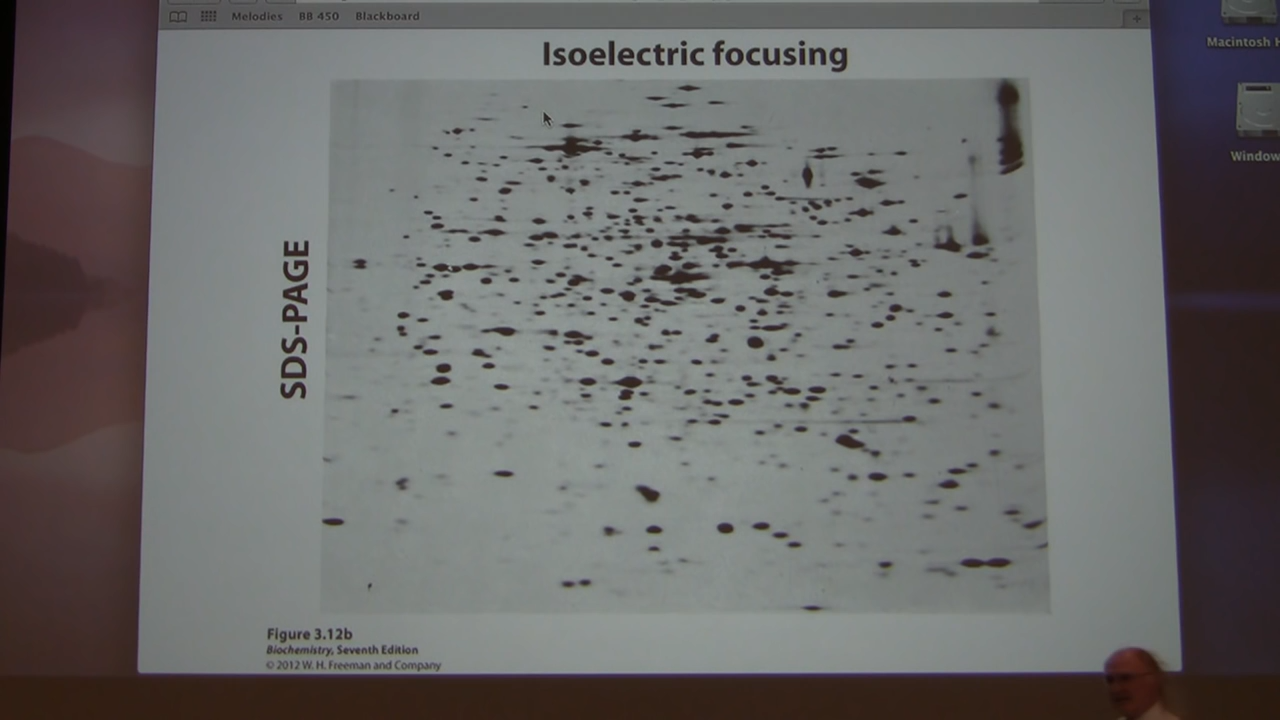 Melodies BB 450 Blackboard
Macintosh
Isoelectric focusing
Window
SDS-PAGE
Figure 3.12b
Biochemistry, Seventh Edition
© 2012 W. H. Freeman and Company